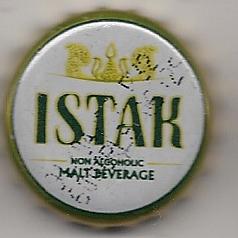 ISTAK
NON ALCOHOLIC
MALT BEVERAGE